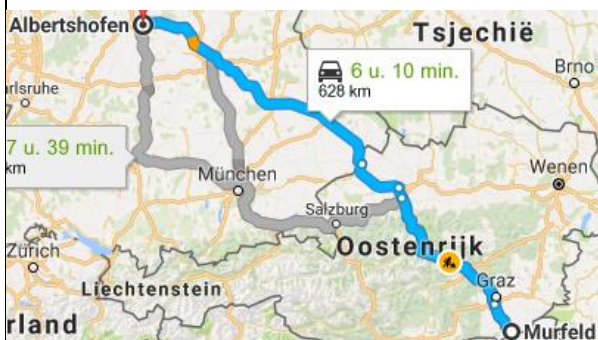 Albertshofen
Tsjechië
6 u. 10 min.
628 km
Brno
arlsruhe
7 u. 39 min.
km
München
Wenen
Salzburg
Oostenrijk
Zürich
Graz
Liechtenstein
rland
Murfeld